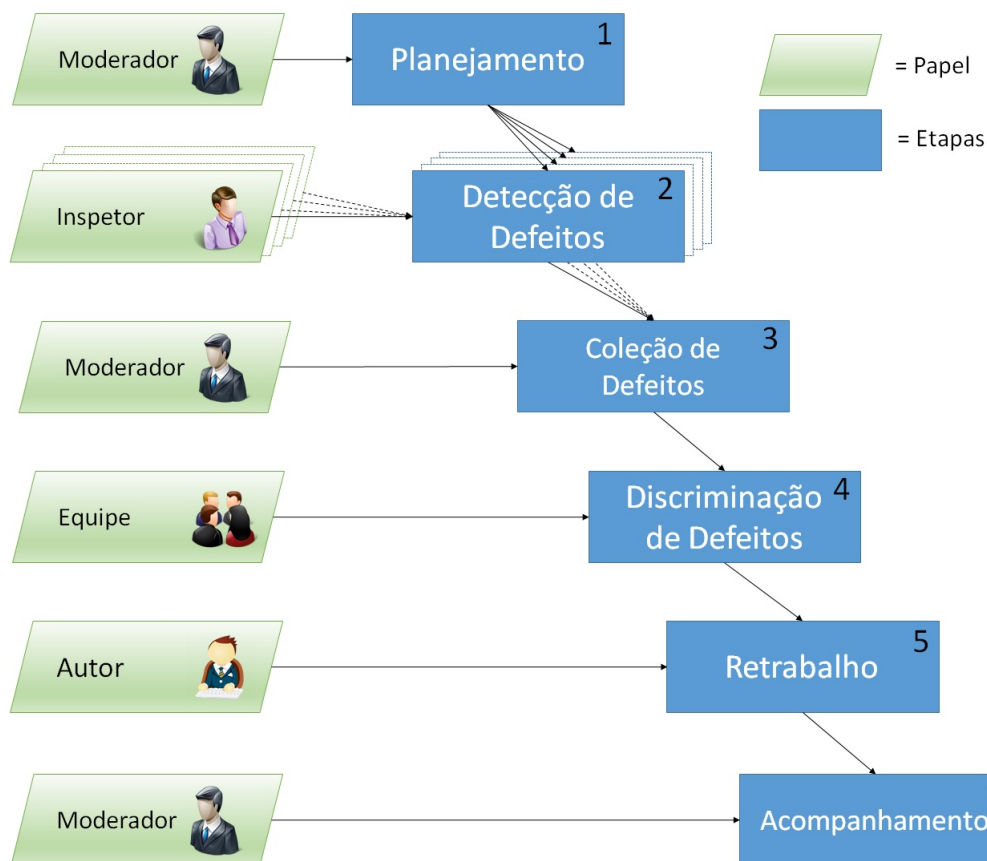 Moderador
Planejamento
1
= Papel
= Etapas
Inspetor
Detecção de
Defeitos
2
Moderador
Coleção de
Defeitos
3
Equipe
Discriminação
de Defeitos
4
Autor
Retrabalho
5
Moderador
Acompanhamento